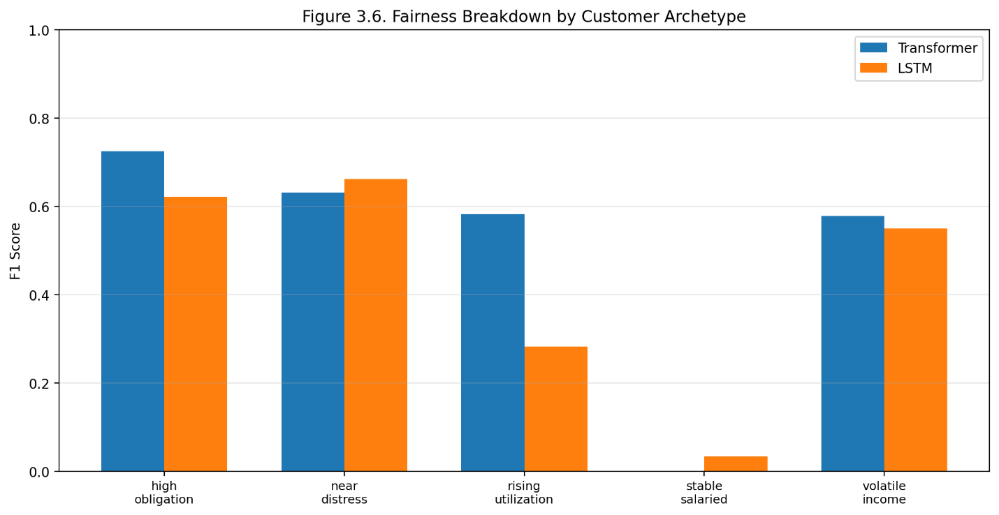 Figure 3.6. Fairness Breakdown by Customer Archetype
Transformer
LSTM
F1 Score
1.0
0.8
0.6
0.4
0.2
0.0
high
obligation
near
distress
rising
utilization
stable
salaried
volatile
income